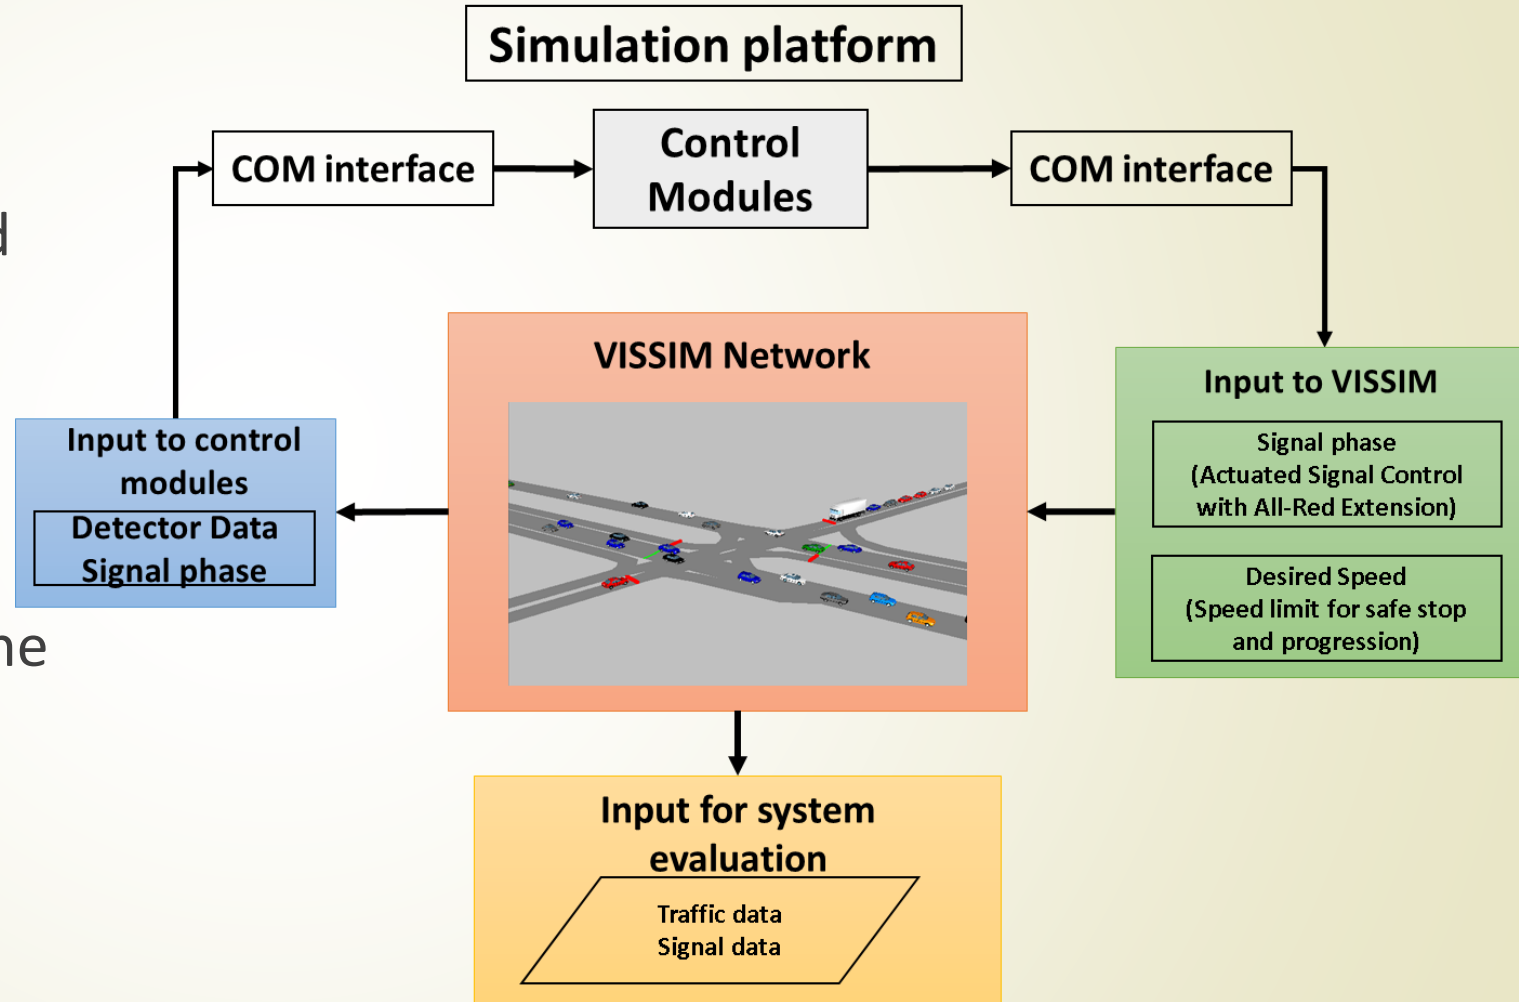 Simulation platform
COM interface
Control
Modules
COM interface
d
VISSIM Network
Input to VISSIM
Signal phase
(Actuated Signal Control
with All-Red Extension)
Desired Speed
(Speed limit for safe stop
and progression)
Input to control
modules
Detector Data
Signal phase
ne
Input for system
evaluation
Traffic data
Signal data